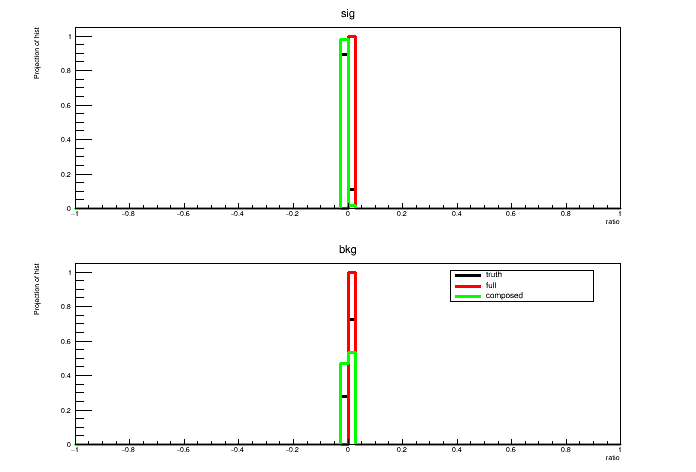 sig
Projection of hist
1
0.8
0.6
0.4
0.2
0
−1 −0.8 −0.6 −0.4 −0.2 0 0.2 0.4 0.6 0.8 1
ratio
bkg
Projection of hist
truth
full
composed
1
0.8
0.6
0.4
0.2
0
−1 −0.8 −0.6 −0.4 −0.2 0 0.2 0.4 0.6 0.8 1
ratio